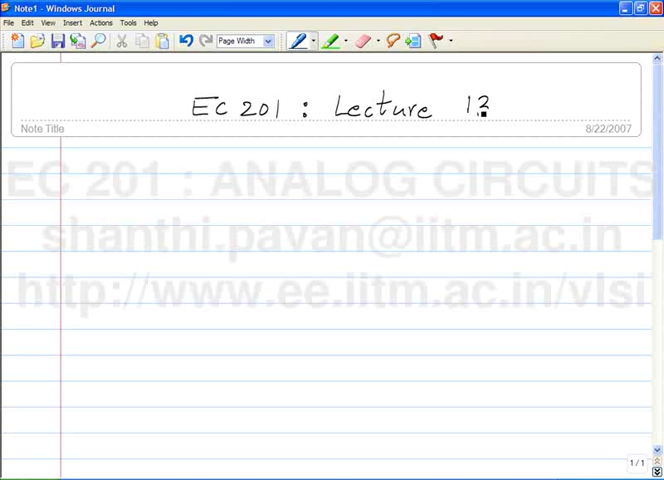 Note1 - Windows Journal
File Edit View Insert Actions Tools Help
Page Width
EC 201 : Lecture 13
Note Title 8/22/2007
EC 201 : ANALOG CIRCUITS
shanthi.pavan@iitm.ac.in
http://www.ee.iitm.ac.in/vlsi
1 / 1